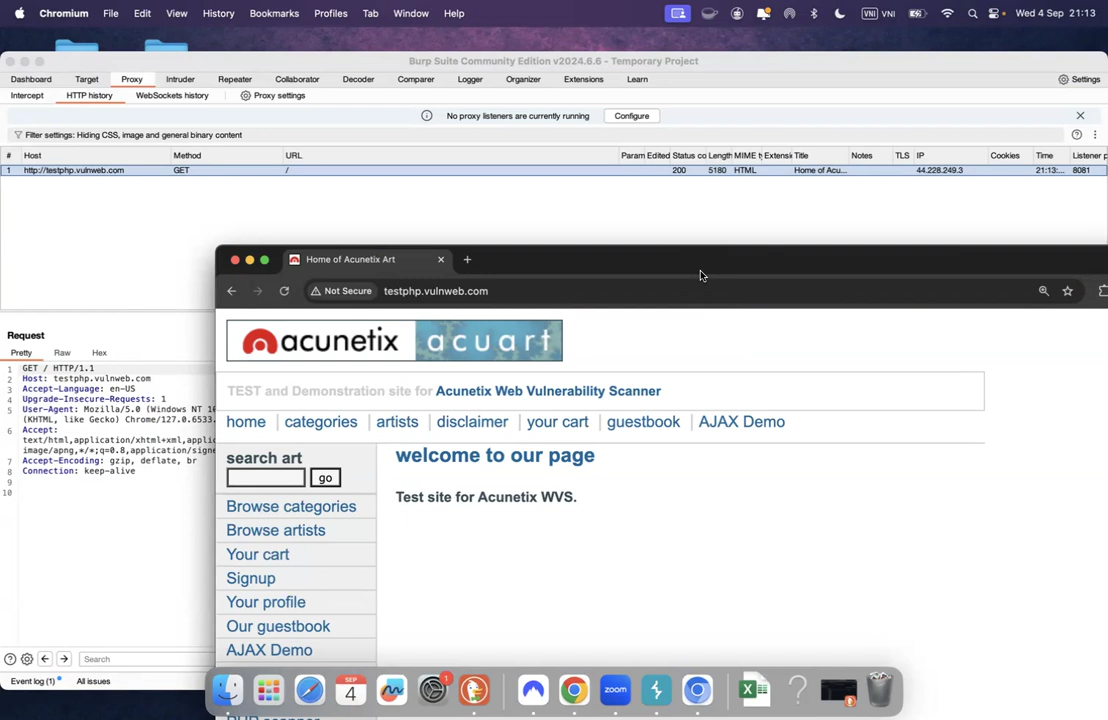 Chromium File Edit View History Bookmarks Profiles Tab Window Help VNI VNI Wed 4 Sep 21:13
Burp Suite Community Edition v2024.6.6 - Temporary Project
Dashboard Target Proxy Intruder Repeater Collaborator Decoder Comparer Logger Organizer Extensions Learn Settings
Intercept HTTP history WebSockets history Proxy settings
No proxy listeners are currently running Configure
Filter settings: Hiding CSS, image and general binary content
# Host Method URL Param Edited Status co Length MIME ty Extensi Title Notes TLS IP Cookies Time Listener p
1 http://testphp.vulnweb.com GET / 200 5180 HTML Home of Acu... 44.228.249.3 21:13:... 8081
Home of Acunetix Art
Not Secure testphp.vulnweb.com
acunetix acuart
TEST and Demonstration site for Acunetix Web Vulnerability Scanner
home categories artists disclaimer your cart guestbook AJAX Demo
search art
go
Browse categories
Browse artists
Your cart
Signup
Your profile
Our guestbook
AJAX Demo
welcome to our page
Test site for Acunetix WVS.
Request
Pretty Raw Hex
1 GET / HTTP/1.1
2 Host: testphp.vulnweb.com
3 Accept-Language: en-US
4 Upgrade-Insecure-Requests: 1
5 User-Agent: Mozilla/5.0 (Windows NT 10
(KHTML, like Gecko) Chrome/127.0.6533.
6 Accept:
text/html,application/xhtml+xml,applic
image/apng,*/*;q=0.8,application/signe
7 Accept-Encoding: gzip, deflate, br
8 Connection: keep-alive
9
10
Search
Event log (1) All issues
SEP
4
1
zoom